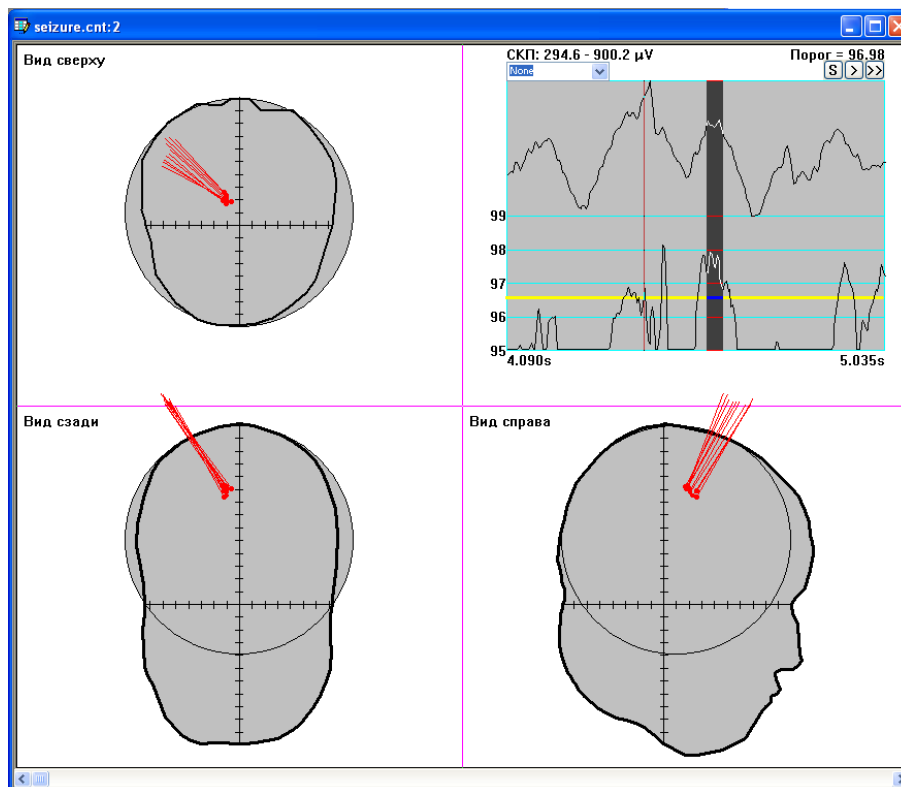 seizure.cnt:2
Вид сверху
СКП: 294.6 - 900.2 µV
Порог = 96.98
None
S > >>
99
98
97
96
95
4.090s 5.035s
Вид сзади
Вид справа